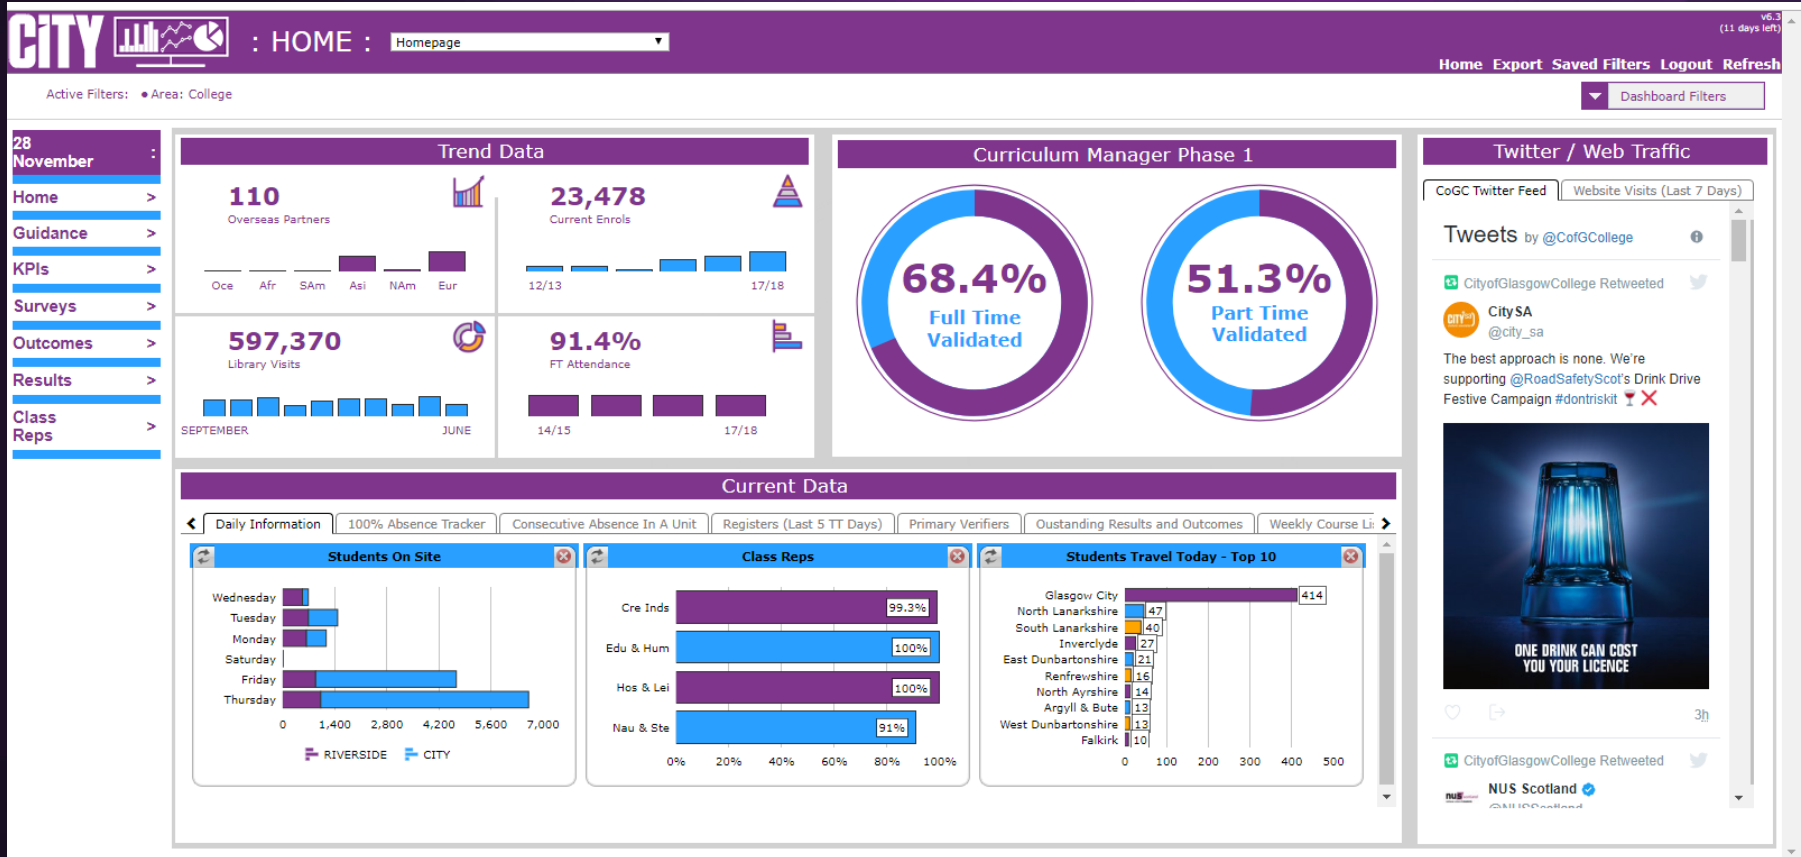 CiTY
: HOME :
Homepage
v6.3
(11 days left)
Home Export Saved Filters Logout Refresh
Active Filters: • Area: College
Dashboard Filters
28
November :
Home >
Guidance >
KPIs >
Surveys >
Outcomes >
Results >
Class
Reps >
Trend Data
110
Overseas Partners
Oce Afr SAm Asi NAm Eur
23,478
Current Enrols
12/13 17/18
597,370
Library Visits
SEPTEMBER JUNE
91.4%
FT Attendance
14/15 17/18
Curriculum Manager Phase 1
68.4%
Full Time
Validated
51.3%
Part Time
Validated
Current Data
Daily Information
100% Absence Tracker
Consecutive Absence In A Unit
Registers (Last 5 TT Days)
Primary Verifiers
Oustanding Results and Outcomes
Weekly Course Li
Students On Site
Wednesday
Tuesday
Monday
Saturday
Friday
Thursday
0 1,400 2,800 4,200 5,600 7,000
RIVERSIDE CITY
Class Reps
Cre Inds 99.3%
Edu & Hum 100%
Hos & Lei 100%
Nau & Ste 91%
0% 20% 40% 60% 80% 100%
Students Travel Today - Top 10
Glasgow City 414
North Lanarkshire 47
South Lanarkshire 40
Inverclyde 27
East Dunbartonshire 21
Renfrewshire 16
North Ayrshire 14
Argyll & Bute 13
West Dunbartonshire 13
Falkirk 10
0 100 200 300 400 500
Twitter / Web Traffic
CoGC Twitter Feed
Website Visits (Last 7 Days)
Tweets by @CofGCollege
CityofGlasgowCollege Retweeted
CitySA
@city_sa
The best approach is none. We're
supporting @RoadSafetyScot's Drink Drive
Festive Campaign #dontriskit 🍷❌
ONE DRINK CAN COST
YOU YOUR LICENCE
3h
CityofGlasgowCollege Retweeted
nus
NUS Scotland
@NUSScotland